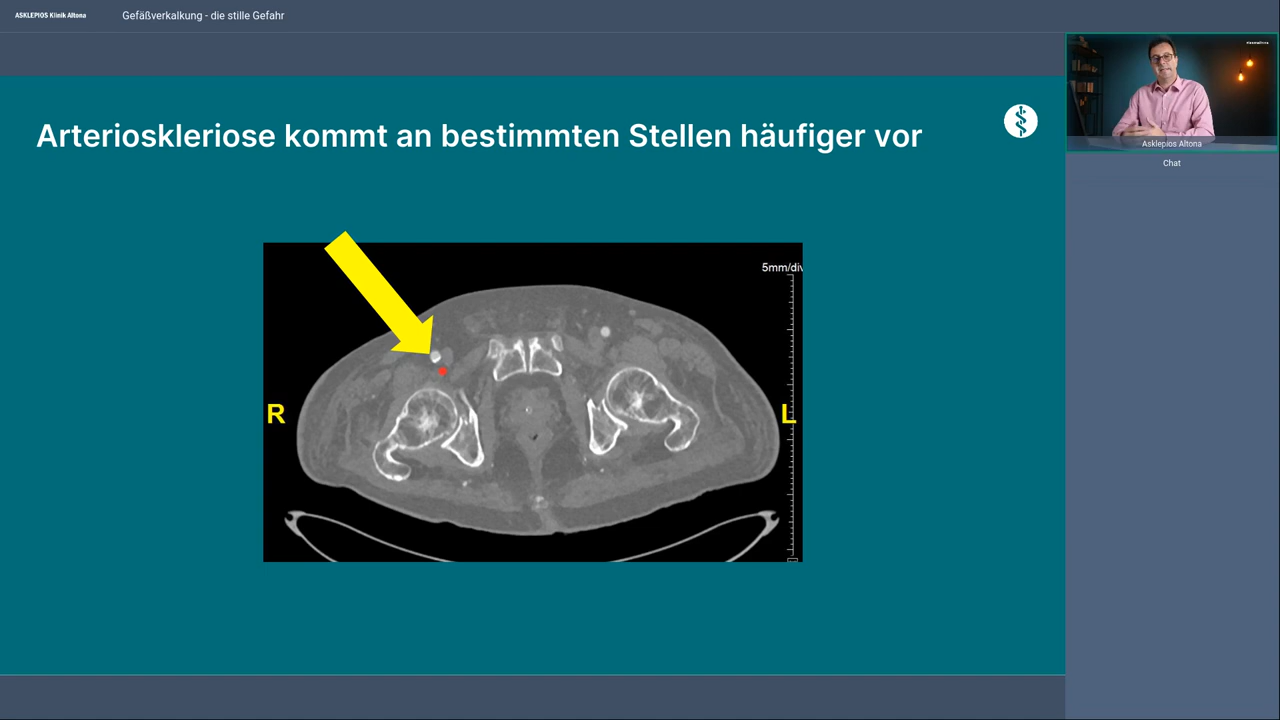 ASKLEPIOS Klinik Altona
Gefäßverkalkung - die stille Gefahr
Arterioskleriose kommt an bestimmten Stellen häufiger vor
5mm/div
R
L
Asklepios Altona
Chat